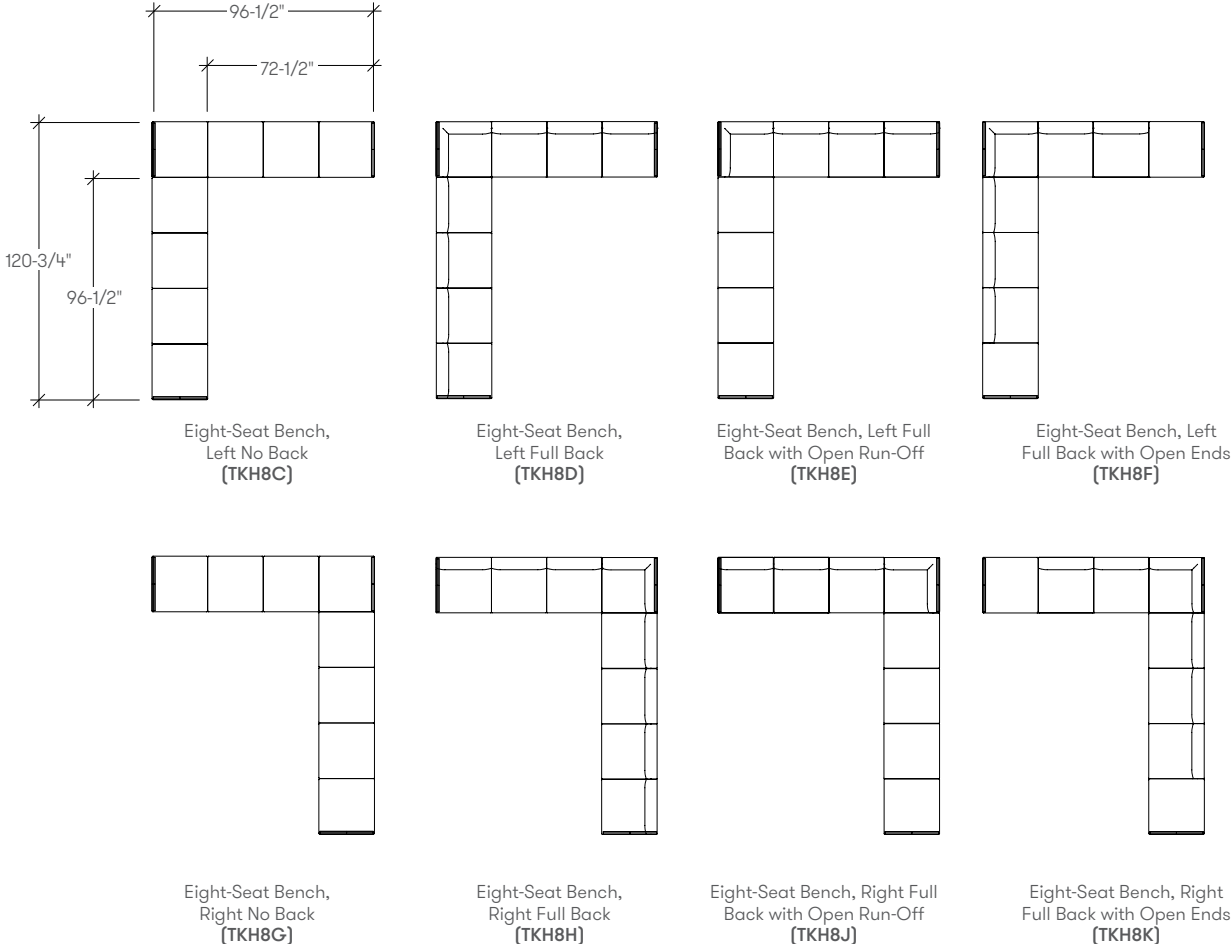 96-1/2"
72-1/2"
120-3/4"
96-1/2"
Eight-Seat Bench,
Left No Back
(TKH8C)
Eight-Seat Bench,
Left Full Back
(TKH8D)
Eight-Seat Bench, Left Full
Back with Open Run-Off
(TKH8E)
Eight-Seat Bench, Left
Full Back with Open Ends
(TKH8F)
Eight-Seat Bench,
Right No Back
(TKH8G)
Eight-Seat Bench,
Right Full Back
(TKH8H)
Eight-Seat Bench, Right Full
Back with Open Run-Off
(TKH8J)
Eight-Seat Bench, Right
Full Back with Open Ends
(TKH8K)